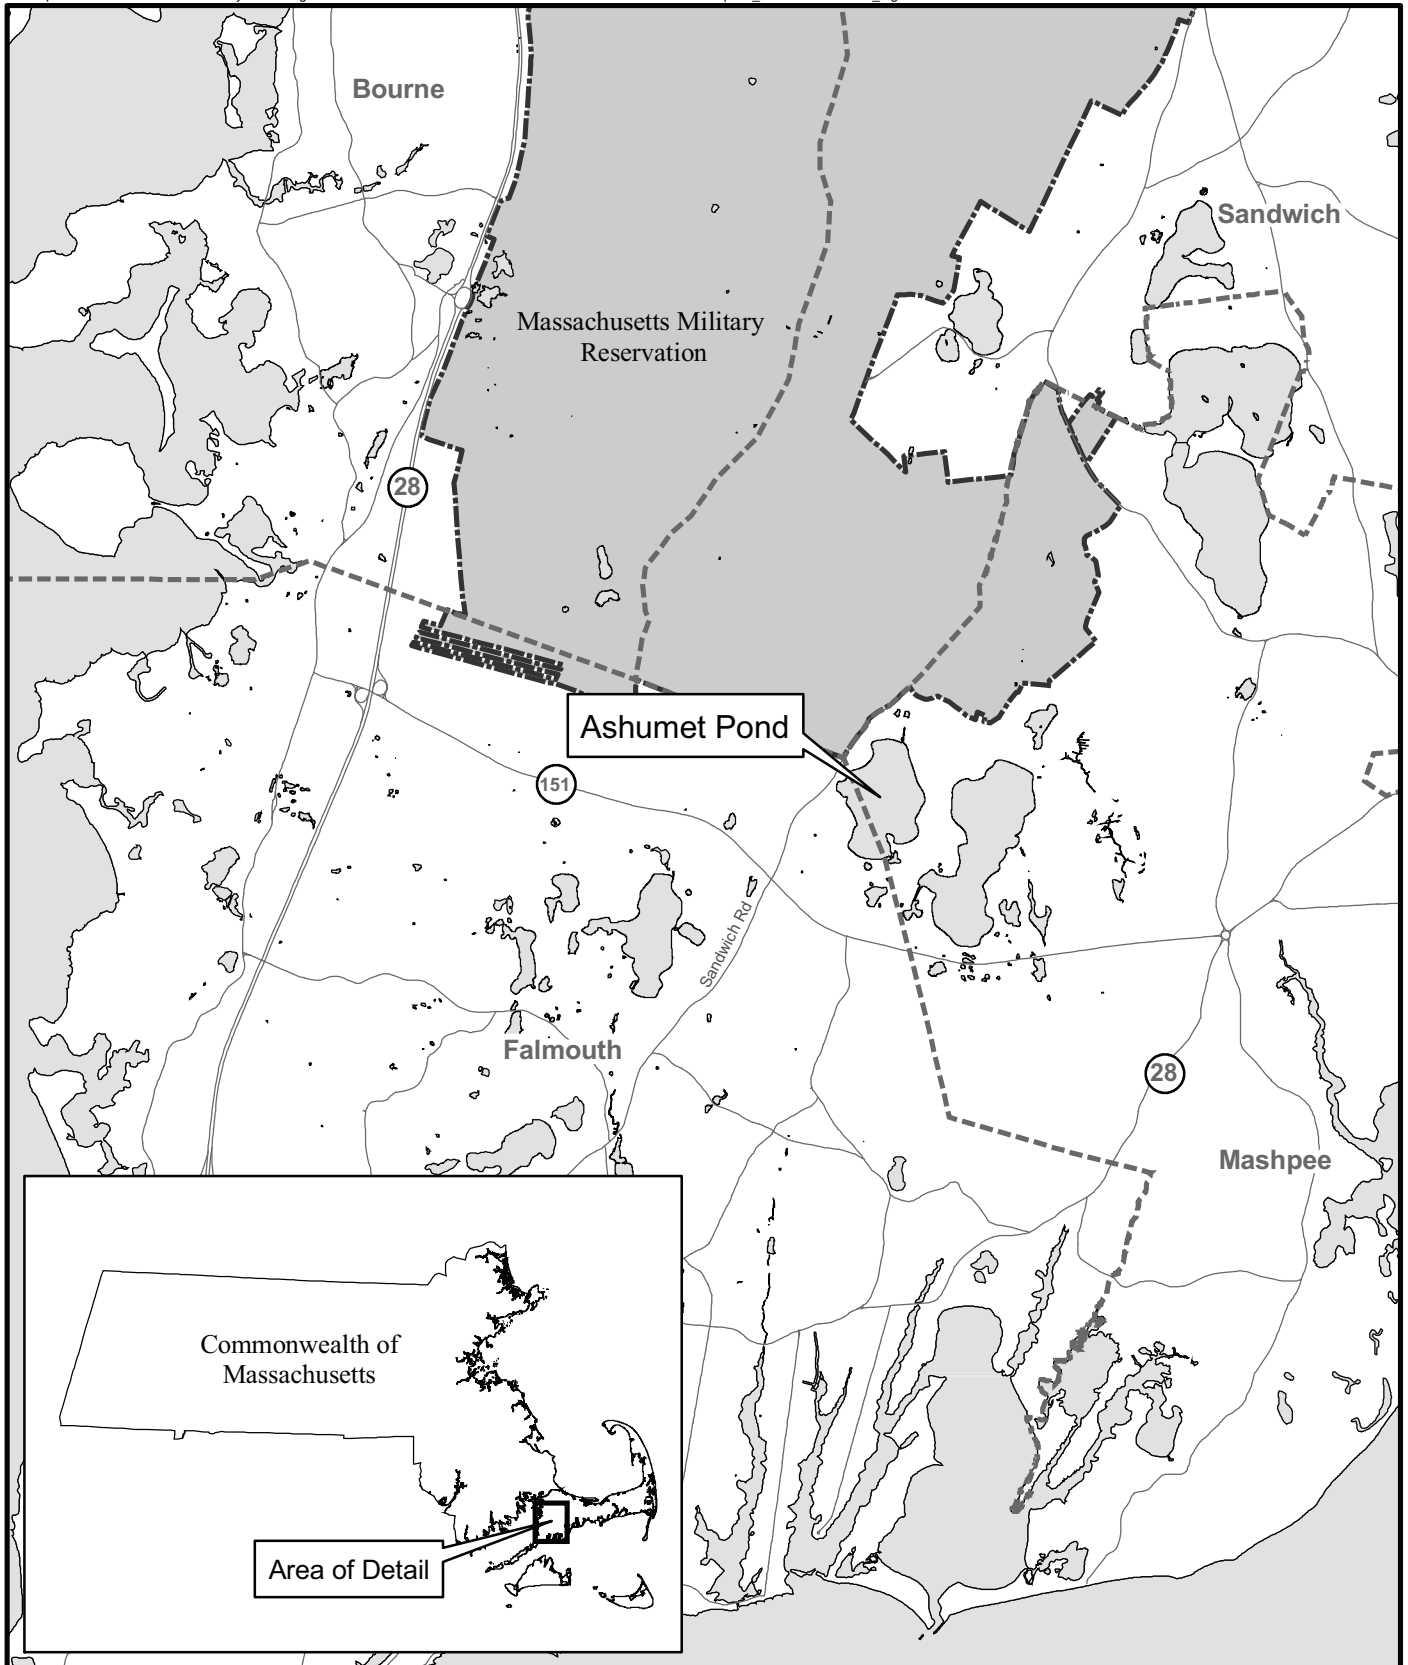 Bourne
Sandwich
Massachusetts Military
Reservation
28
Ashumet Pond
151
Sandwich Rd
Falmouth
28
Mashpee
Commonwealth of
Massachusetts
Area of Detail